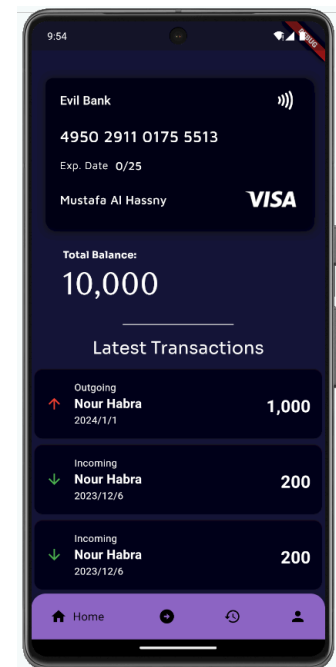 9:54
DEBUG
Evil Bank
4950 2911 0175 5513
Exp. Date 0/25
Mustafa Al Hassny VISA
Total Balance:
10,000
Latest Transactions
Outgoing
Nour Habra 1,000
2024/1/1
Incoming
Nour Habra 200
2023/12/6
Incoming
Nour Habra 200
2023/12/6
Home